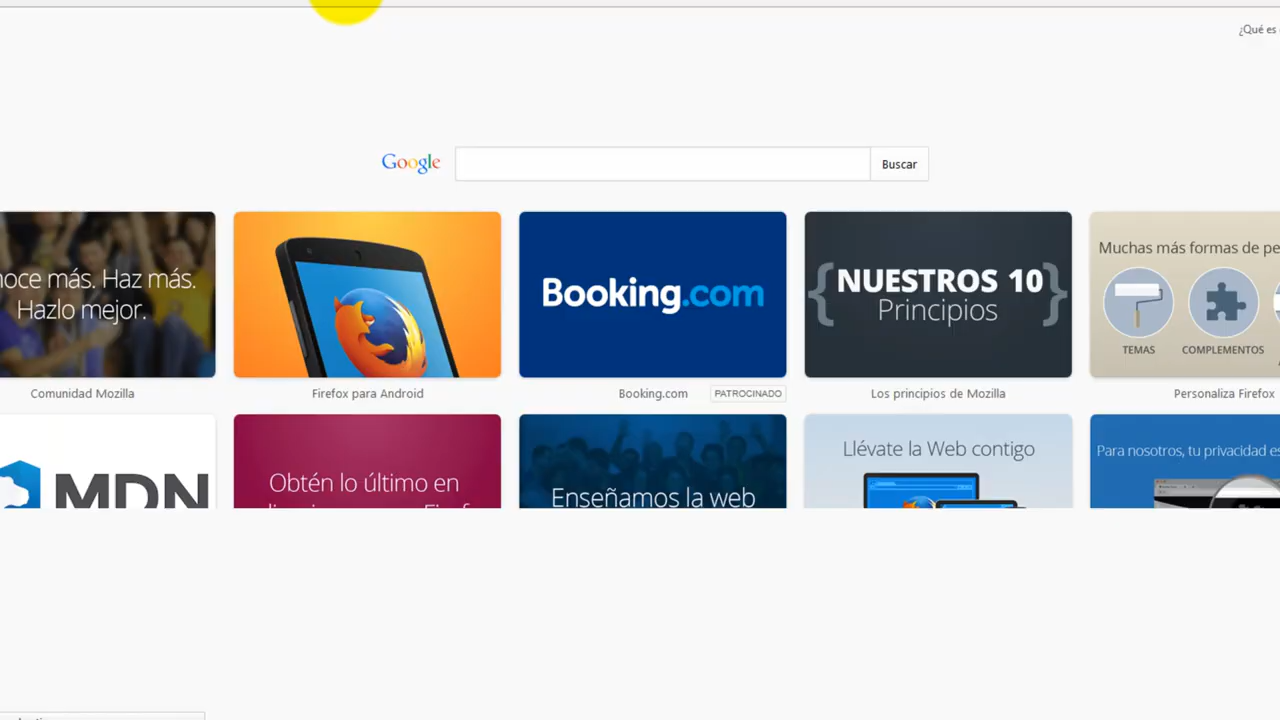 ¿Qué es
Google
Buscar
noce más. Haz más.
Hazlo mejor.
Booking.com
{NUESTROS 10
Principios}
Muchas más formas de pe
TEMAS
COMPLEMENTOS
Comunidad Mozilla
Firefox para Android
Booking.com
PATROCINADO
Los principios de Mozilla
Personaliza Firefox
MDN
Obtén lo último en
Enseñamos la web
Llévate la Web contigo
Para nosotros, tu privacidad es